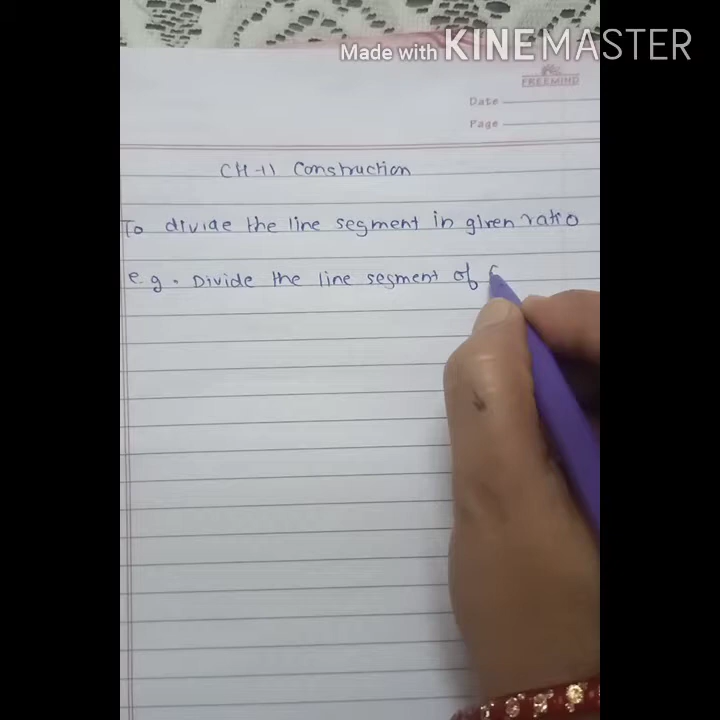 Made with KINEMASTER
FREEMIND
Date
Page
CH-11 Construction
To divide the line segment in given ratio
e.g. Divide the line segment of